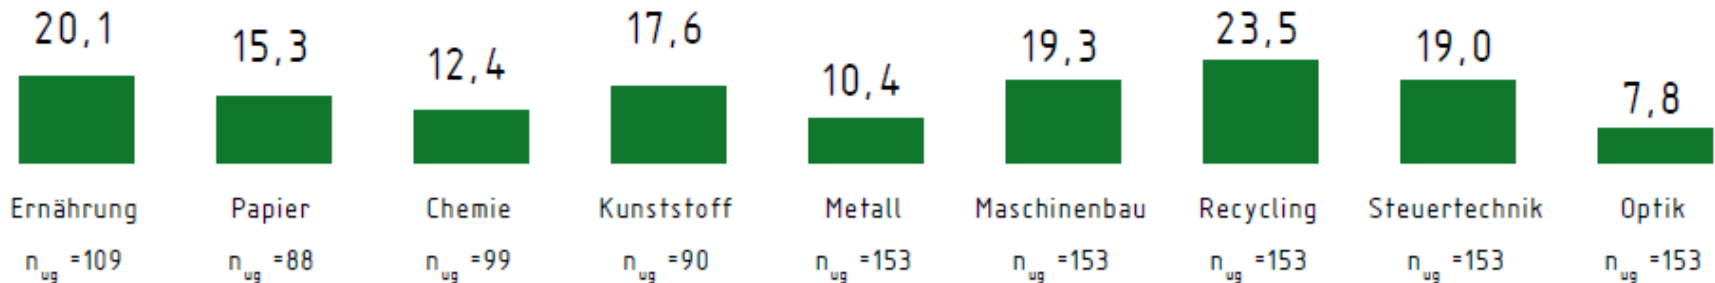 20,1 15,3 12,4 17,6 10,4 19,3 23,5 19,0 7,8
Ernährung Papier Chemie Kunststoff Metall Maschinenbau Recycling Steuertechnik Optik
n_ug =109 n_ug =88 n_ug =99 n_ug =90 n_ug =153 n_ug =153 n_ug =153 n_ug =153 n_ug =153